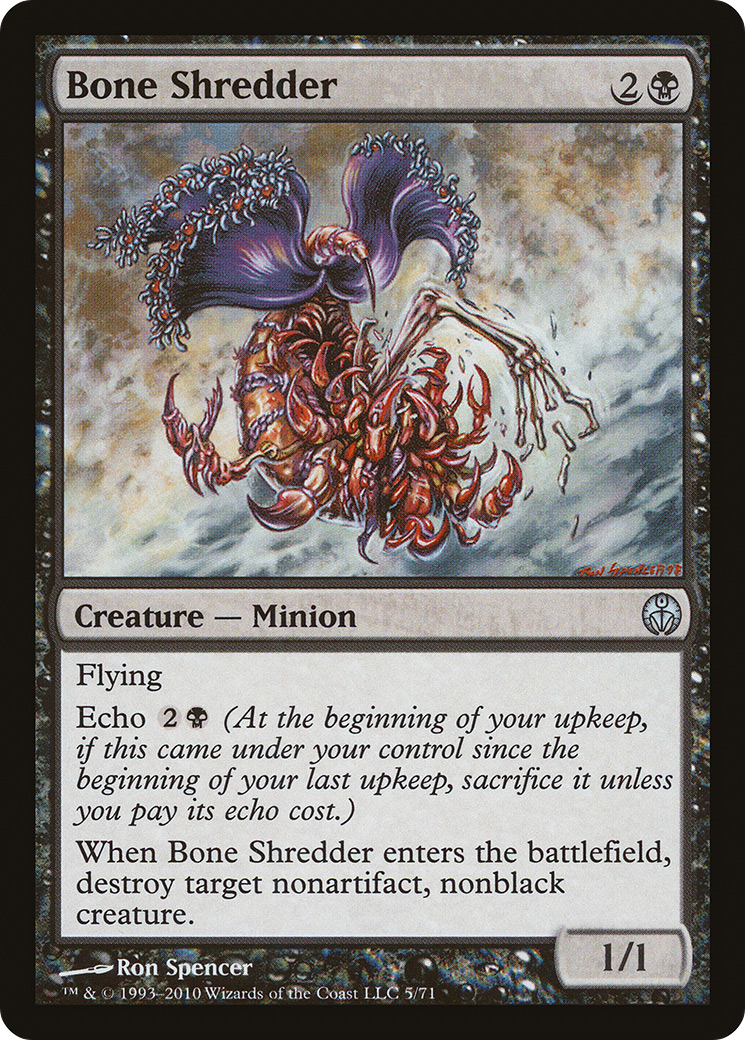 Bone Shredder 2
RON SPENCER 98
Creature — Minion
Flying
Echo 2 (At the beginning of your upkeep,
if this came under your control since the
beginning of your last upkeep, sacrifice it unless
you pay its echo cost.)
When Bone Shredder enters the battlefield,
destroy target nonartifact, nonblack
creature.
1/1
Ron Spencer
™ & © 1993–2010 Wizards of the Coast LLC 5/71